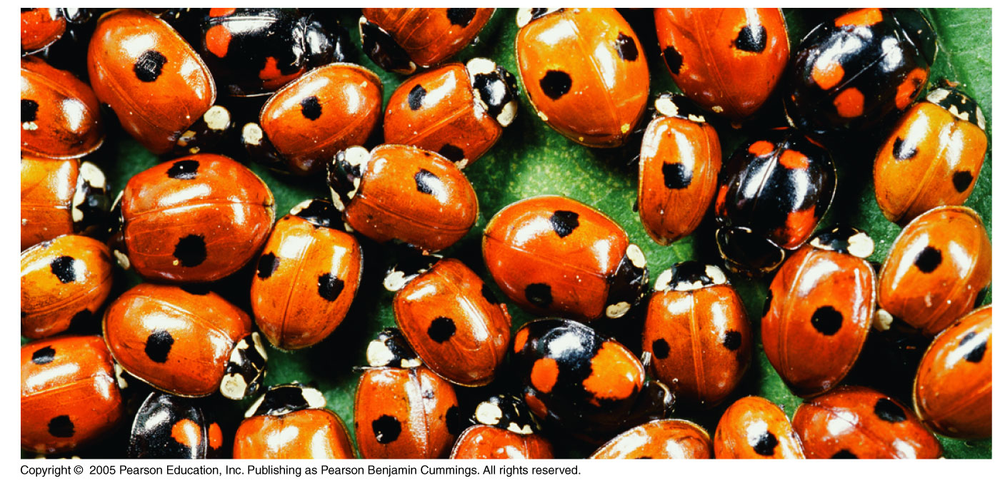 Copyright © 2005 Pearson Education, Inc. Publishing as Pearson Benjamin Cummings. All rights reserved.